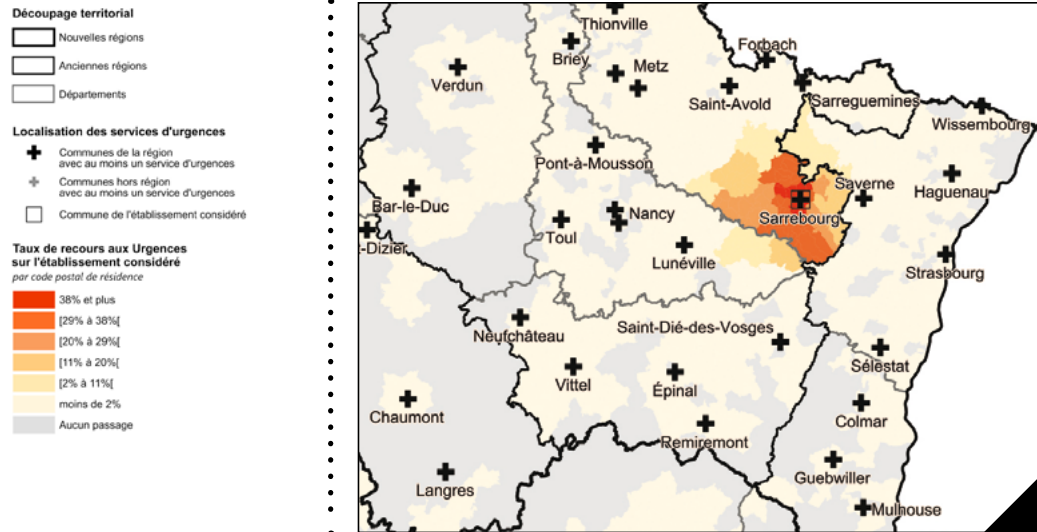 Découpage territorial
Nouvelles régions
Anciennes régions
Départements
Localisation des services d'urgences
Communes de la région
avec au moins un service d'urgences
Communes hors région
avec au moins un service d'urgences
Commune de l'établissement considéré
Taux de recours aux Urgences
sur l'établissement considéré
par code postal de résidence
38% et plus
[29% à 38%[
[20% à 29%[
[11% à 20%[
[2% à 11%[
moins de 2%
Aucun passage
Thionville
Briey
Metz
Forbach
Verdun
Saint-Avold
Sarreguemines
Wissembourg
Pont-à-Mousson
Saverne
Haguenau
Bar-le-Duc
Nancy
Sarrebourg
t-Dizier
Toul
Lunéville
Strasbourg
Neufchâteau
Saint-Dié-des-Vosges
Sélestat
Vittel
Épinal
Chaumont
Colmar
Remiremont
Guebwiller
Langres
Mulhouse